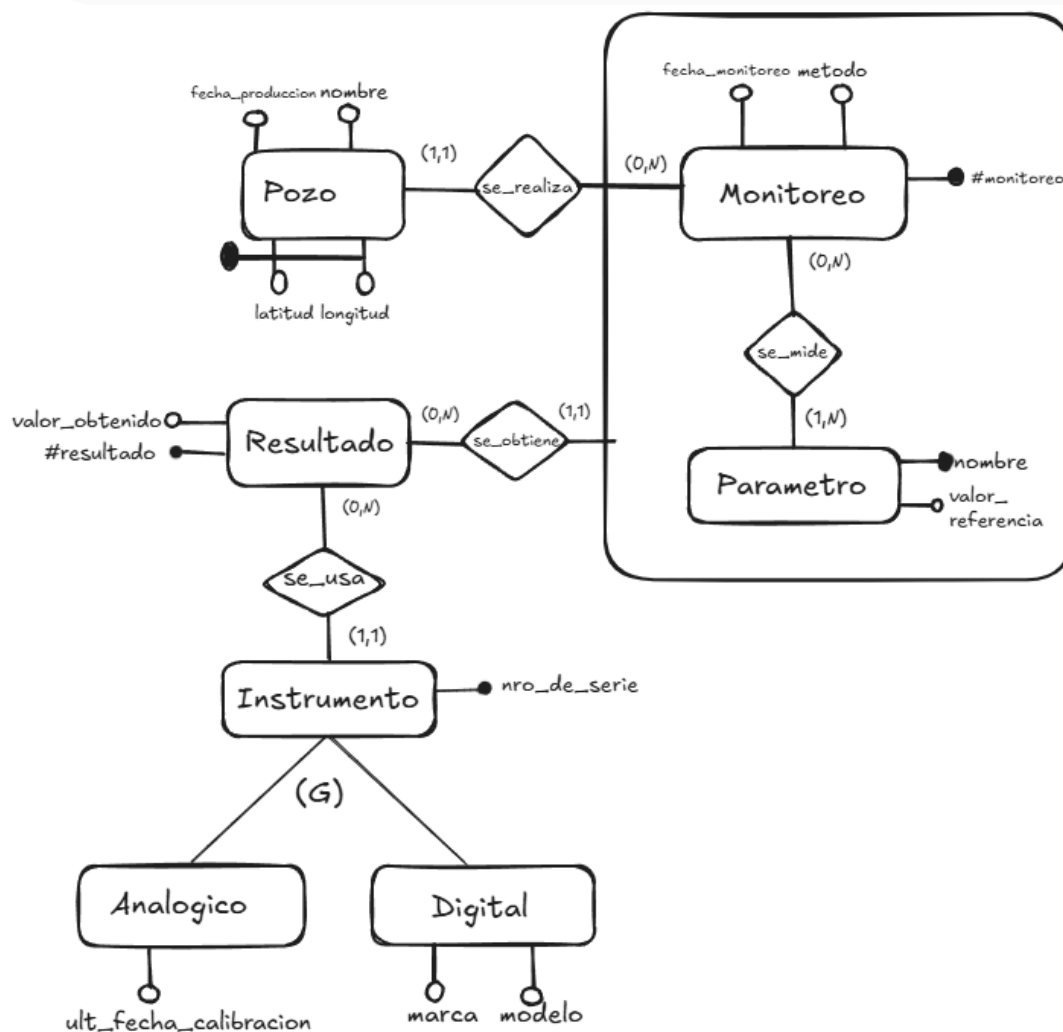 fecha_produccion nombre
(1,1)
Pozo
se_realiza
(0,N)
latitud longitud
fecha_monitoreo metodo
Monitoreo
#monitoreo
(0,N)
se_mide
(1,N)
Parametro
nombre
valor_
referencia
valor_obtenido
#resultado
Resultado
(0,N)
se_obtiene
(1,1)
(0,N)
se_usa
(1,1)
Instrumento
nro_de_serie
(G)
Analogico
Digital
ult_fecha_calibracion
marca modelo